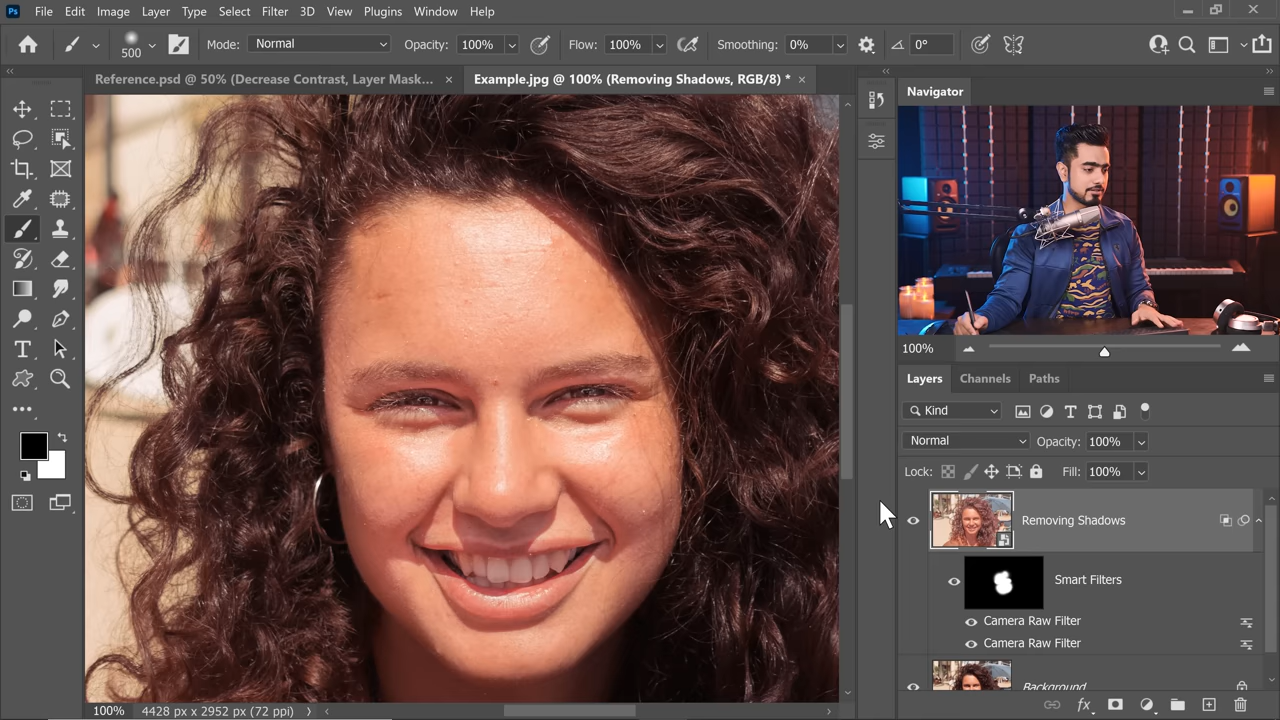 Ps File Edit Image Layer Type Select Filter 3D View Plugins Window Help
500 Mode: Normal Opacity: 100% Flow: 100% Smoothing: 0% 0°
Reference.psd @ 50% (Decrease Contrast, Layer Mask... × Example.jpg @ 100% (Removing Shadows, RGB/8) * ×
Navigator
100%
Layers Channels Paths
Kind
Normal Opacity: 100%
Lock: Fill: 100%
Removing Shadows
Smart Filters
Camera Raw Filter
Camera Raw Filter
Background
100% 4428 px x 2952 px (72 ppi)